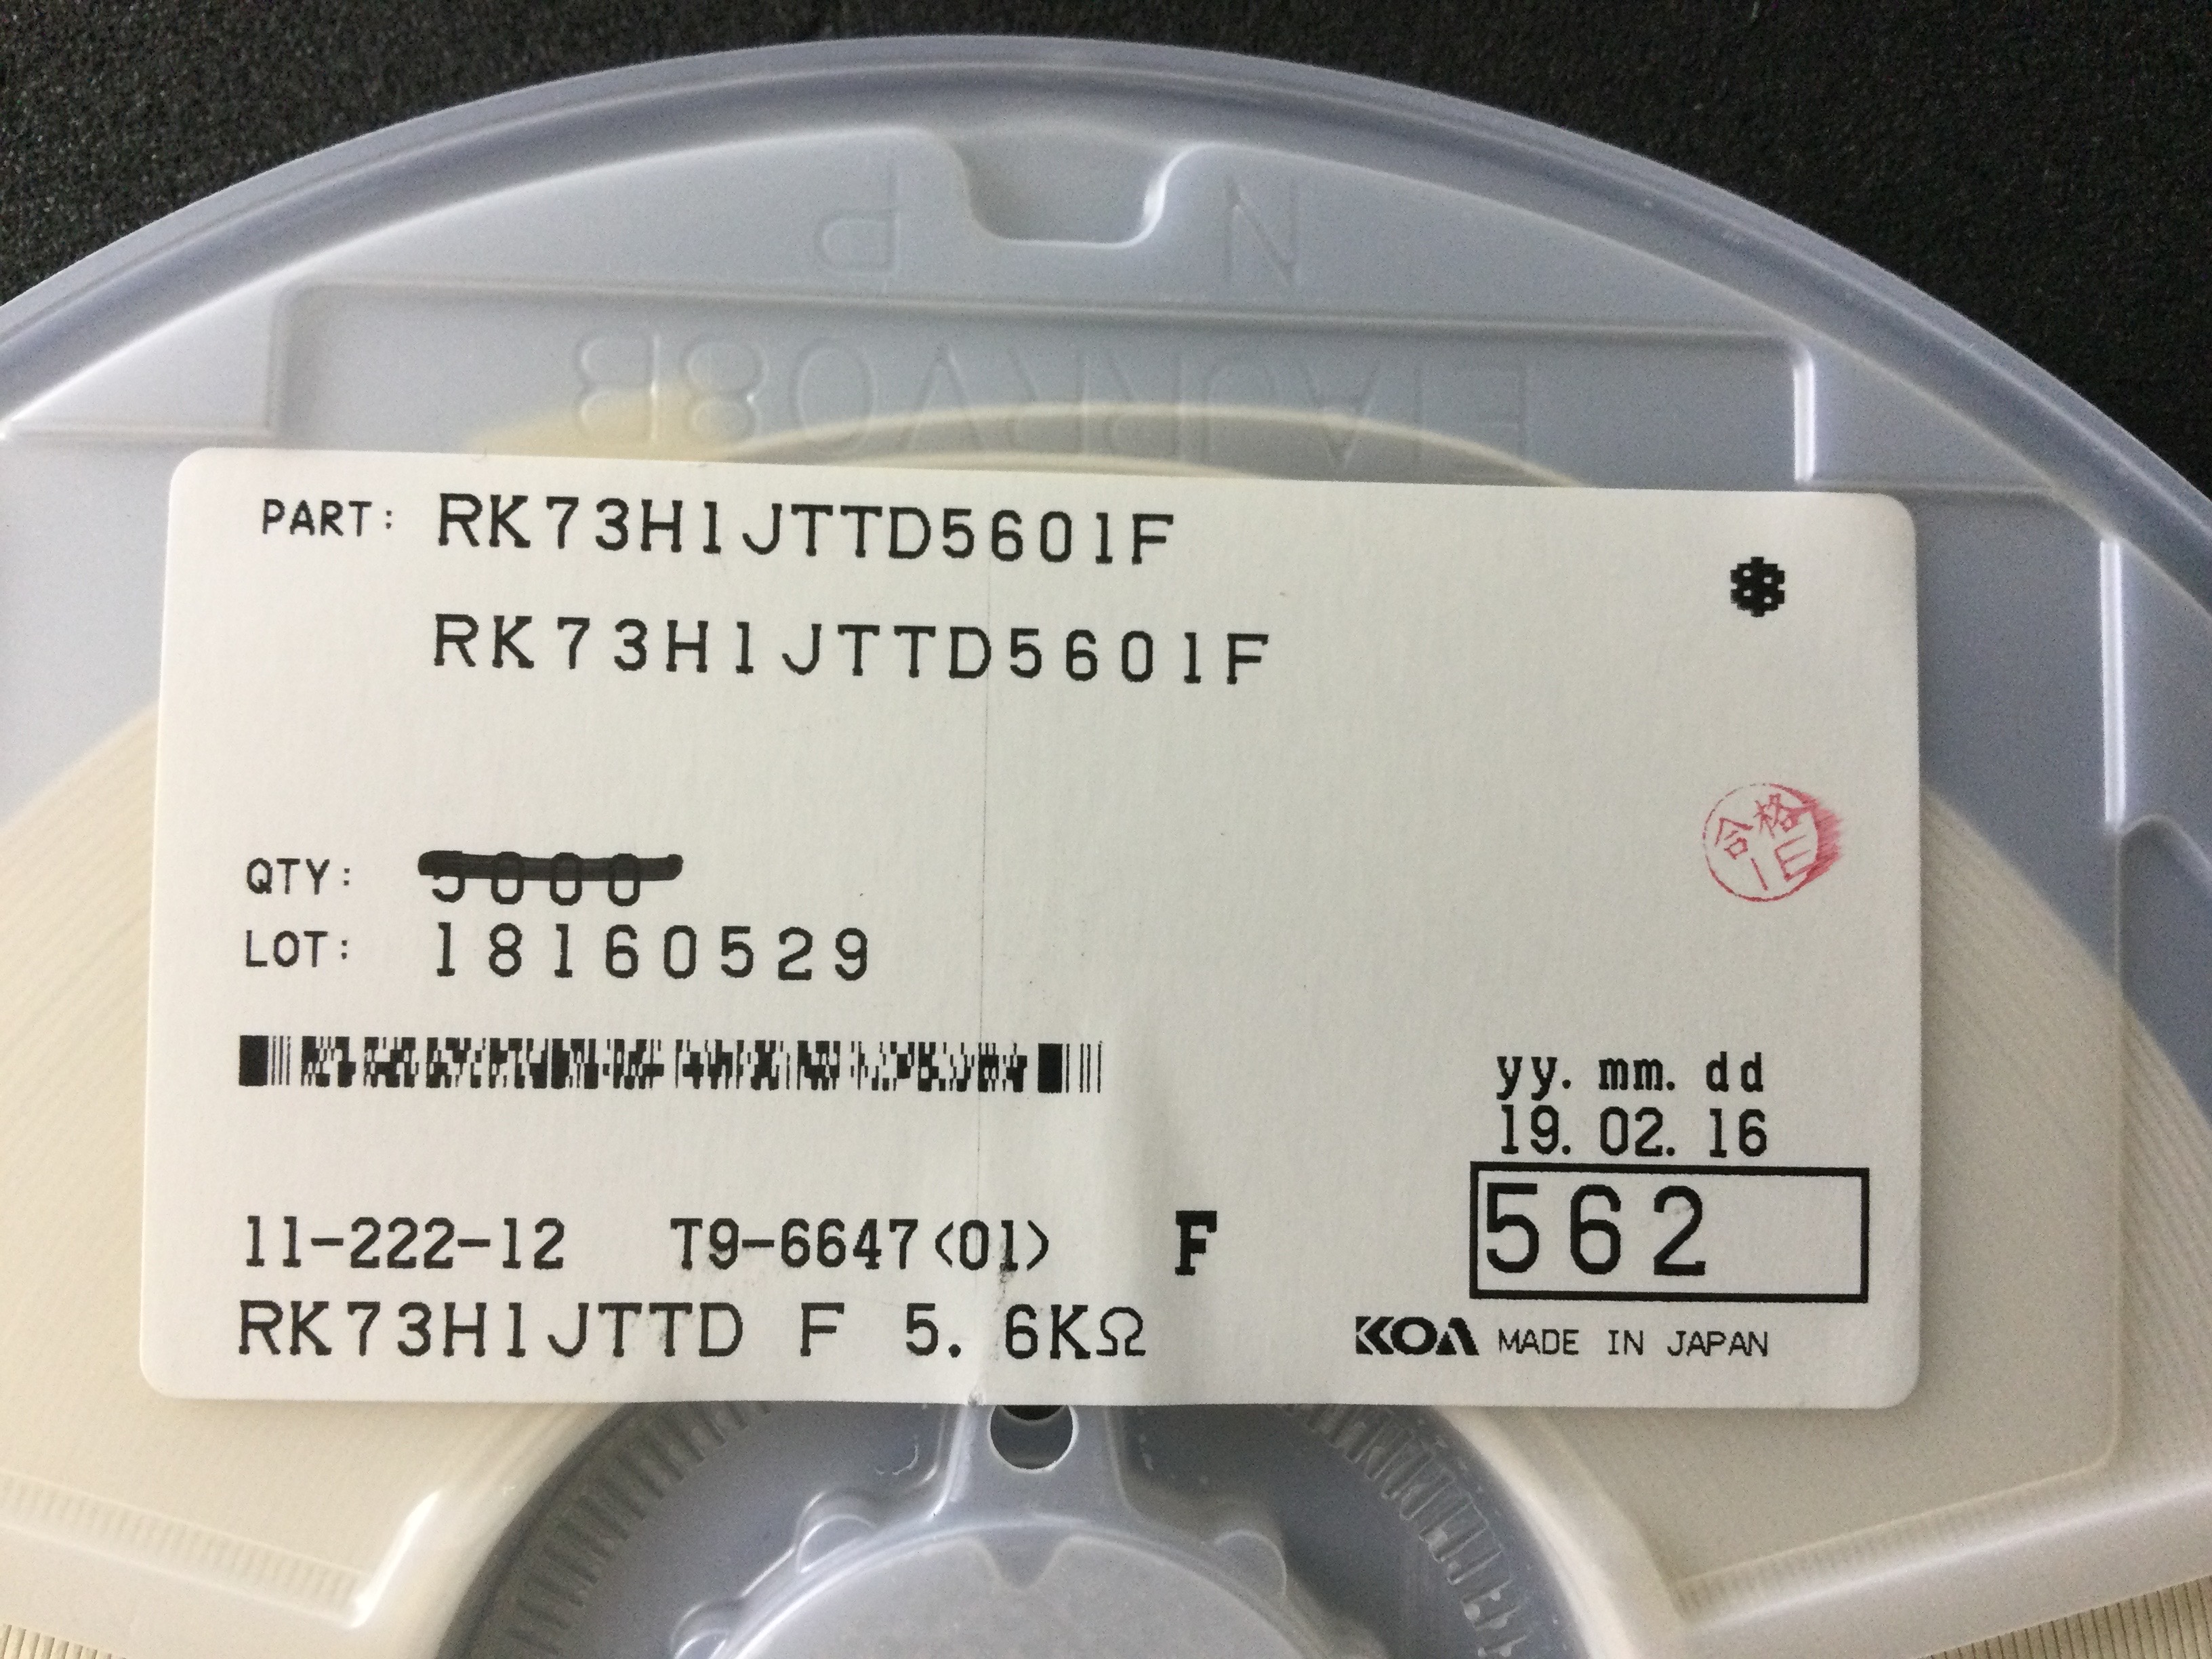 N P
EIAJRRV08B
PART: RK73H1JTTD5601F
RK73H1JTTD5601F
*
合格
QTY: 5000
LOT: 18160529
yy. mm. dd
19. 02. 16
562
11-222-12 T9-6647<01> F
RK73H1JTTD F 5. 6KΩ
KOA MADE IN JAPAN